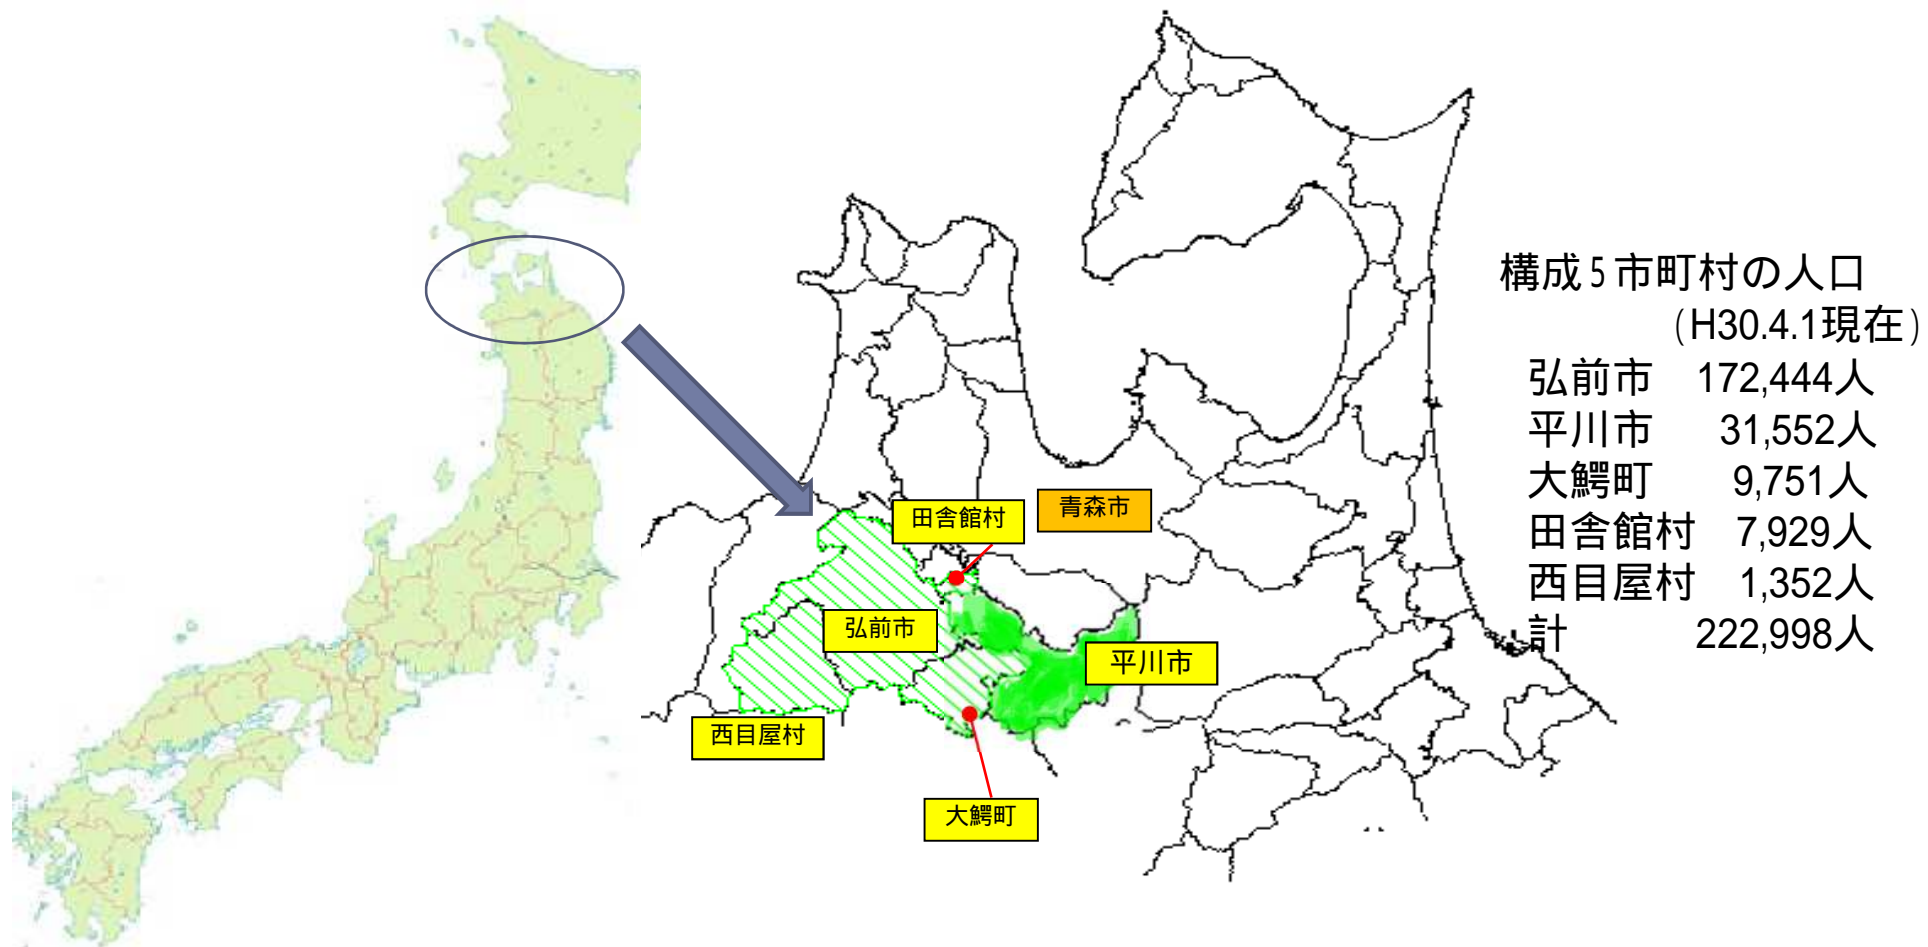 構成5市町村の人口
(H30.4.1現在)
弘前市 172,444人
平川市 31,552人
大鰐町 9,751人
田舎館村 7,929人
西目屋村 1,352人
計 222,998人
田舎館村
青森市
弘前市
平川市
西目屋村
大鰐町